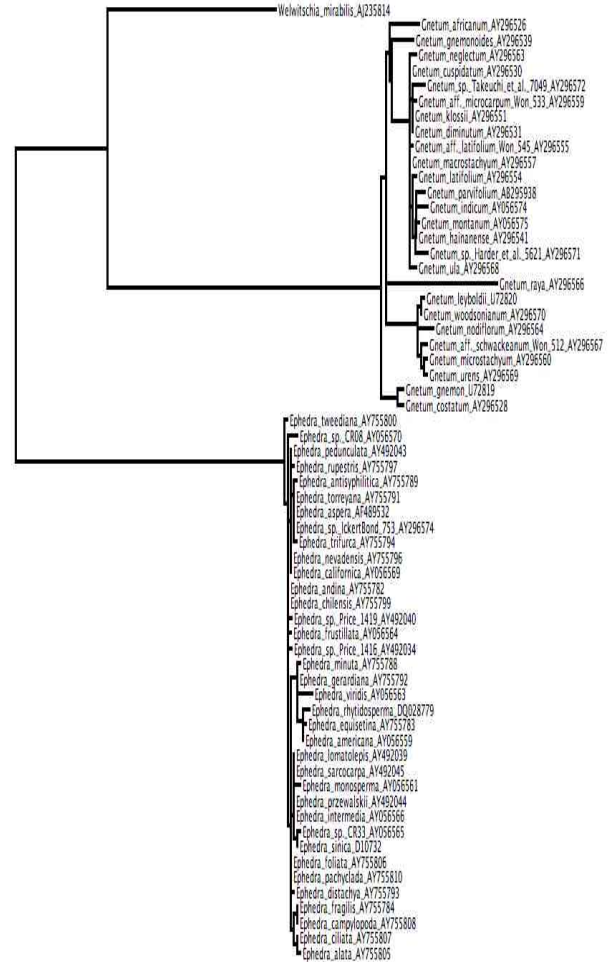 Welwitschia_mirabilis_AJ235814
Gnetum_africanum_AY296526
Gnetum_gnemonoides_AY296539
Gnetum_neglectum_AY296563
Gnetum_cuspidatum_AY296530
Gnetum_sp._Takeuchi_et_al._7049_AY296572
Gnetum_aff._microcarpum_Won_533_AY296559
Gnetum_klossii_AY296551
Gnetum_diminutum_AY296531
Gnetum_aff._latifolium_Won_545_AY296555
Gnetum_macrostachyum_AY296557
Gnetum_latifolium_AY296554
Gnetum_parvifolium_AB295938
Gnetum_indicum_AY056574
Gnetum_montanum_AY056575
Gnetum_hainanense_AY296541
Gnetum_sp._Harder_et_al._5621_AY296571
Gnetum_ula_AY296568
Gnetum_raya_AY296566
Gnetum_leyboldii_U72820
Gnetum_woodsonianum_AY296570
Gnetum_nodiflorum_AY296564
Gnetum_aff._schwackeanum_Won_512_AY296567
Gnetum_microstachyum_AY296560
Gnetum_urens_AY296569
Gnetum_gnemon_U72819
Gnetum_costatum_AY296528
Ephedra_tweediana_AY755800
Ephedra_sp._CR08_AY056570
Ephedra_pedunculata_AY492043
Ephedra_rupestris_AY755797
Ephedra_antisyphilitica_AY755789
Ephedra_torreyana_AY755791
Ephedra_aspera_AF489532
Ephedra_sp._IckertBond_753_AY296574
Ephedra_trifurca_AY755794
Ephedra_nevadensis_AY755796
Ephedra_californica_AY056569
Ephedra_andina_AY755782
Ephedra_chilensis_AY755799
Ephedra_sp._Price_1419_AY492040
Ephedra_frustillata_AY056564
Ephedra_sp._Price_1416_AY492034
Ephedra_minuta_AY755788
Ephedra_gerardiana_AY755792
Ephedra_viridis_AY056563
Ephedra_rhytidosperma_DQ028779
Ephedra_equisetina_AY755783
Ephedra_americana_AY056559
Ephedra_lomatolepis_AY492039
Ephedra_sarcocarpa_AY492045
Ephedra_monosperma_AY056561
Ephedra_przewalskii_AY492044
Ephedra_intermedia_AY056566
Ephedra_sp._CR33_AY056565
Ephedra_sinica_D10732
Ephedra_foliata_AY755806
Ephedra_pachyclada_AY755810
Ephedra_distachya_AY755793
Ephedra_fragilis_AY755784
Ephedra_campylopoda_AY755808
Ephedra_ciliata_AY755807
Ephedra_alata_AY755805